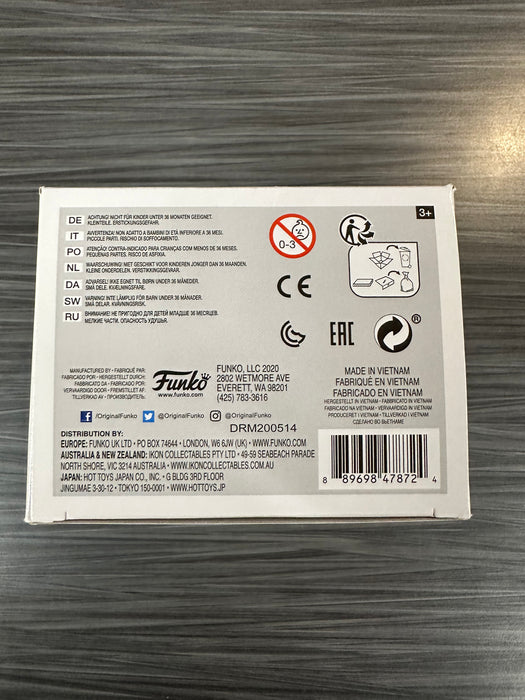 3+
DE ACHTUNG! NICHT FÜR KINDER UNTER 36 MONATEN GEEIGNET.
KLEINTEILE. ERSTICKUNGSGEFAHR.
IT AVVERTENZA! NON ADATTO A BAMBINI DI ETÀ INFERIORE A 36 MESI.
PICCOLE PARTI. RISCHIO DI SOFFOCAMENTO.
PO ATENÇÃO! CONTRA-INDICADO PARA CRIANÇAS COM MENOS DE 36 MESES.
PEQUENAS PARTES. RISCO DE ASFIXIA.
NL WAARSCHUWING! NIET GESCHIKT VOOR KINDEREN JONGER DAN 36 MAANDEN.
KLEINE ONDERDELEN. VERSTIKKINGSGEVAAR.
DA ADVARSEL! IKKE EGNET TIL BØRN UNDER 36 MÅNEDER.
SMÅ DELE. KVÆLNINGSFARE.
SW VARNING! INTE LÄMPLIG FÖR BARN UNDER 36 MÅNADER.
SMÅ DELAR. KVÄVNINGSRISK.
RU ВНИМАНИЕ! НЕ ПРИГОДНО ДЛЯ ДЕТЕЙ МЛАДШЕ 36 МЕСЯЦЕВ.
МЕЛКИЕ ЧАСТИ. ОПАСНОСТЬ УДУШЬЯ.
0-3
CE
EAC
®
MANUFACTURED BY • FABRIQUÉ PAR:
FABRICADO POR • HERGESTELLT DURCH:
FABBRICATO DA • FABRICADO POR:
VERVAARDIGD DOOR • FREMSTILLET AF:
TILLVERKAD AV • ПРОИЗВОДИТЕЛЬ:
Funko
www.funko.com
FUNKO, LLC 2020
2802 WETMORE AVE
EVERETT, WA 98201
(425) 783-3616
MADE IN VIETNAM
FABRIQUÉ EN VIETNAM
FABRICADO EN VIETNAM
HERGESTELLT IN VIETNAM • FABBRICATO IN VIETNAM
FABRICADO NO VIETNAM • VERVAARDIGD IN VIETNAM
PRODUCERET I VIETNAM • TILLVERKAD I VIETNAM
СДЕЛАНО ВО ВЬЕТНАМЕ
/OriginalFunko @OriginalFunko @OriginalFunko
DRM200514
DISTRIBUTION BY:
EUROPE: FUNKO UK LTD • PO BOX 74644 • LONDON, W6 6JW (UK) • WWW.FUNKO.COM
AUSTRALIA & NEW ZEALAND: IKON COLLECTABLES PTY LTD • 49-59 SEABEACH PARADE
NORTH SHORE, VIC 3214 AUSTRALIA • WWW.IKONCOLLECTABLES.COM.AU
JAPAN: HOT TOYS JAPAN CO., INC. • G BLDG 3RD FLOOR
JINGUMAE 3-30-12 • TOKYO 150-0001 • WWW.HOTTOYS.JP
8 89698 47872 4